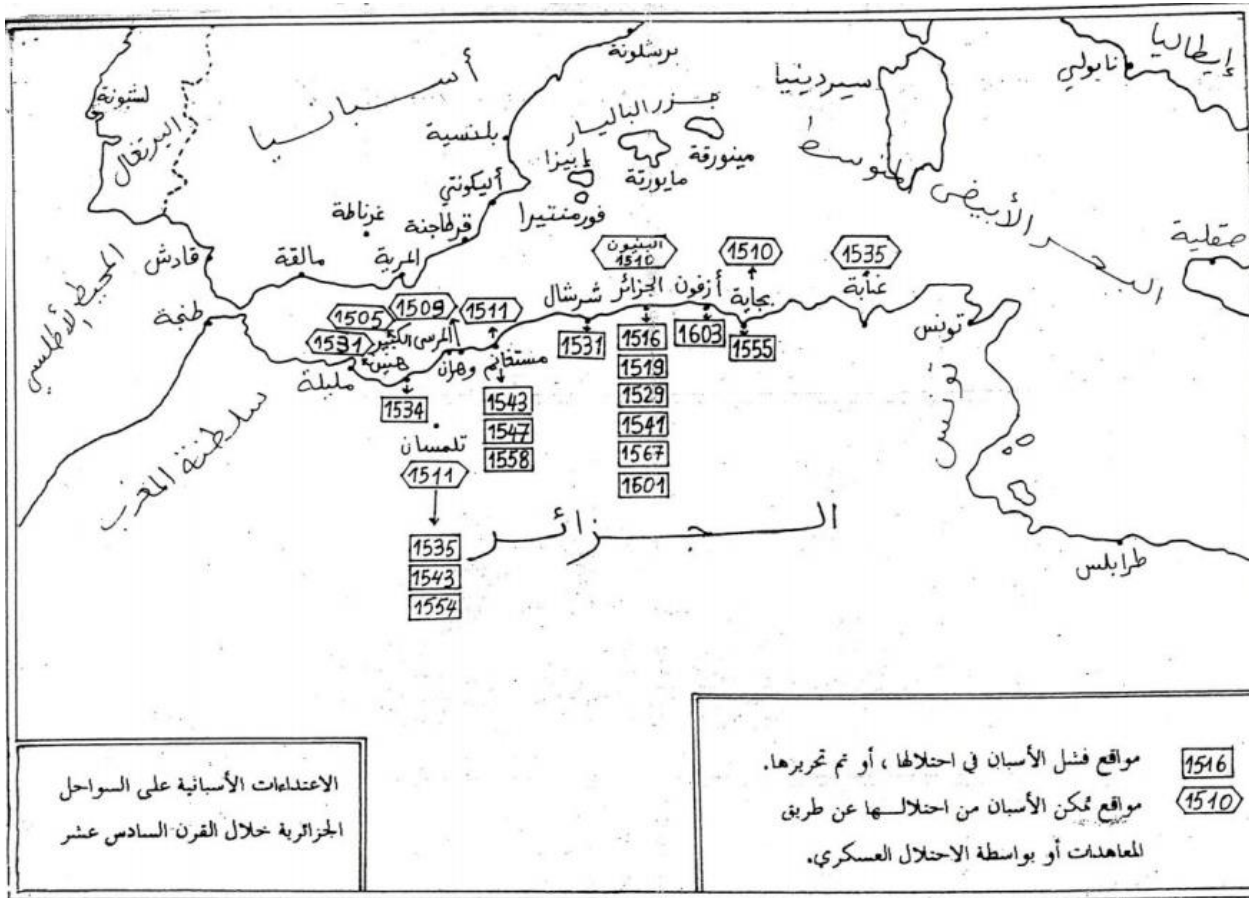 إيطاليا
برشلونة
نابولي
سيردينيا
أسبانيا
لشبونة
البرتغال
جزر الباليار
بلنسية
مينورقة
مايورتة
إبيزا
فورمنتيرا
أليكونتي
البحر الأبيض المتوسط
غرناطة
قرطاجنة
المرية
مالقة
قادش
صقلية
المحيط الأطلسي
طنجة
البنيون
1510
1510
1535
1505
1509
1511
1531
شرشال
الجزائر
أزفون
بجاية
عنابة
تونس
المرسى الكبير
هنين
مليلة
وهران
مستغانم
1531
1516
1603
1555
1519
1529
1541
1567
1601
1534
1543
1547
1558
تلمسان
1511
1535
1543
1554
سلطنة المغرب
تونس
الجزائر
طرابلس
1516 مواقع فشل الأسبان في احتلالها ، أو تم تحريرها.
1510 مواقع تمكن الأسبان من احتلالها عن طريق
المعاهدات أو بواسطة الاحتلال العسكري.
الاعتداءات الأسبانية على السواحل
الجزائرية خلال القرن السادس عشر